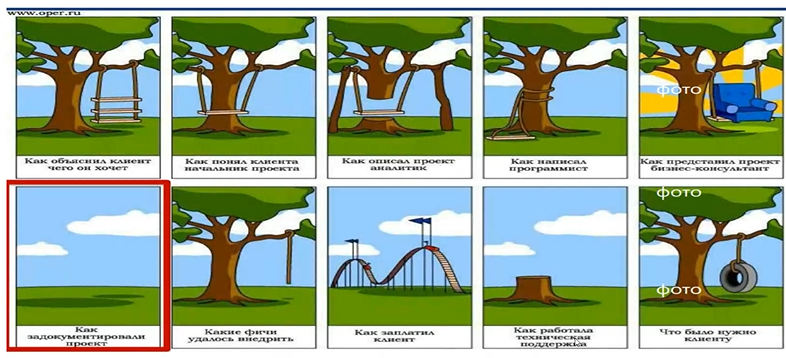 www.oper.ru
фото
Как объяснил клиент
чего он хочет
Как понял клиента
начальник проекта
Как описал проект
аналитик
Как написал
программист
Как представил проект
бизнес-консультант
фото
фото
Как
задокументировали
проект
Какие фичи
удалось внедрить
Как заплатил
клиент
Как работала
техническая
поддержка
Что было нужно
клиенту